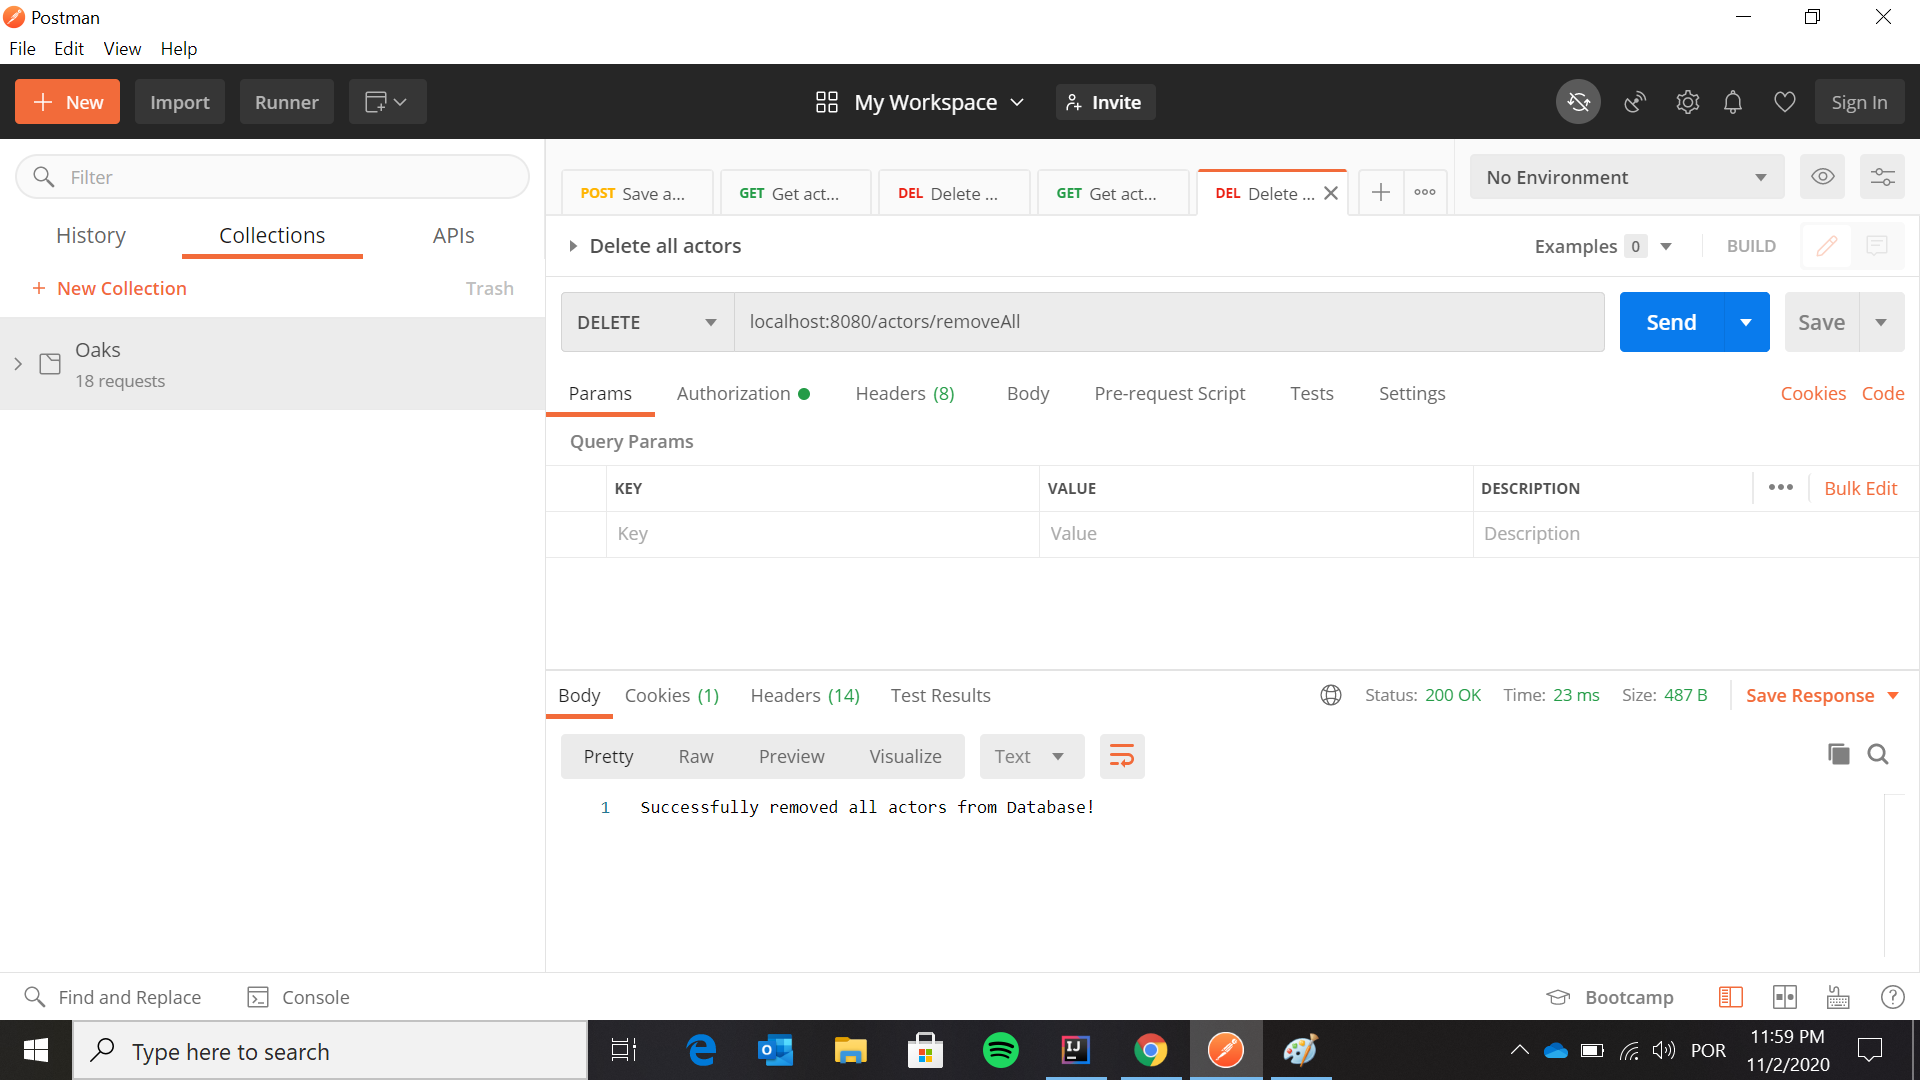 Postman
File Edit View Help
New Import Runner My Workspace Invite Sign In
Filter
History Collections APIs
+ New Collection Trash
Oaks
18 requests
POST Save a... GET Get act... DEL Delete ... GET Get act... DEL Delete ...
No Environment
Delete all actors Examples 0 BUILD
DELETE localhost:8080/actors/removeAll Send Save
Params Authorization Headers (8) Body Pre-request Script Tests Settings Cookies Code
Query Params
KEY VALUE DESCRIPTION ••• Bulk Edit
Key Value Description
Body Cookies (1) Headers (14) Test Results Status: 200 OK Time: 23 ms Size: 487 B Save Response
Pretty Raw Preview Visualize Text
1 Successfully removed all actors from Database!
Find and Replace Console Bootcamp
Type here to search IJ POR 11:59 PM
11/2/2020